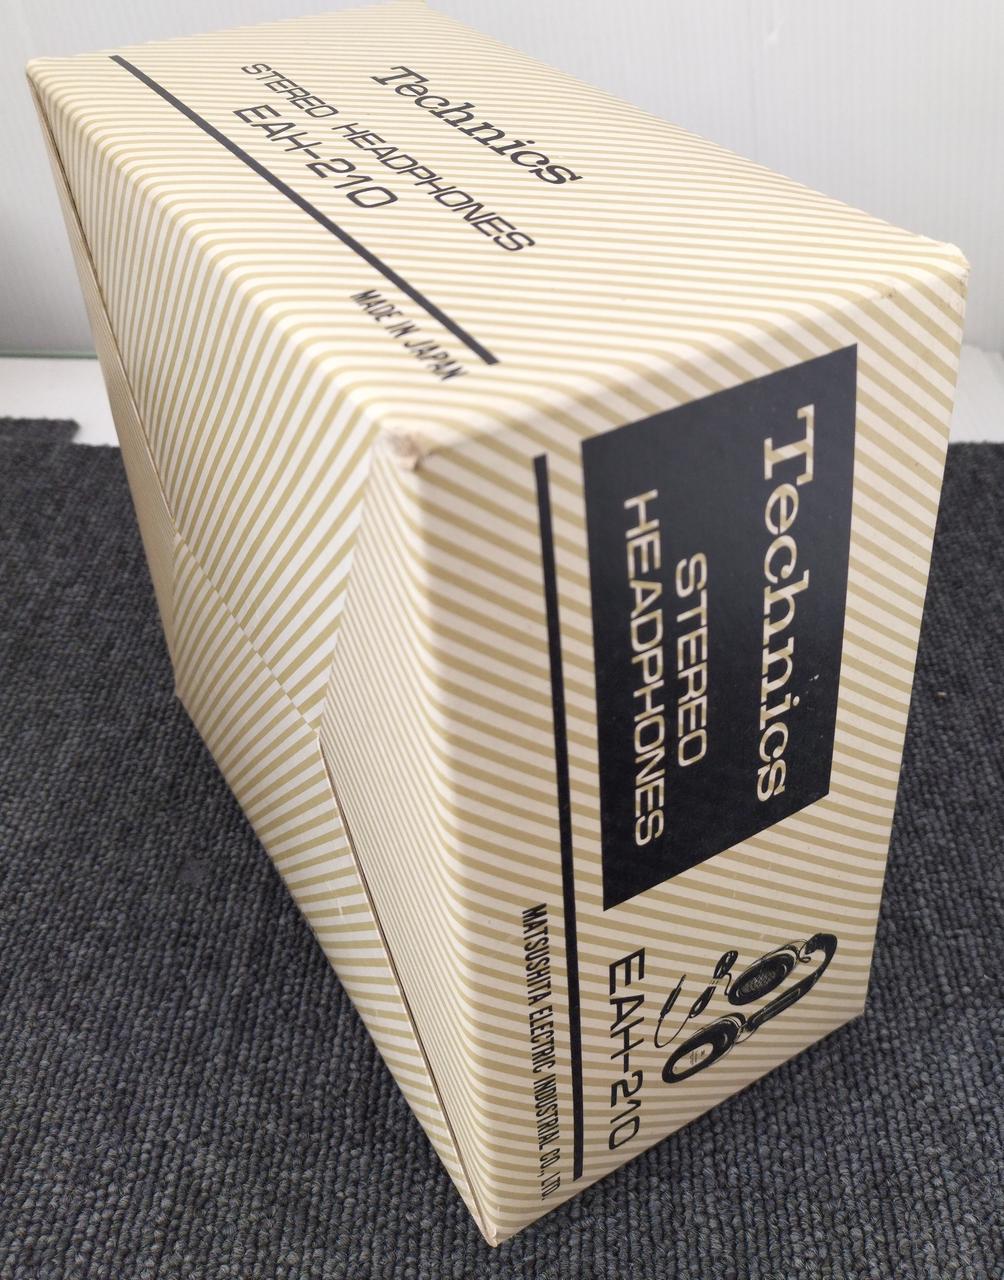 Technics
STEREO HEADPHONES
EAH-210
MADE IN JAPAN
Technics
STEREO
HEADPHONES
EAH-210
MATSUSHITA ELECTRIC INDUSTRIAL CO., LTD.